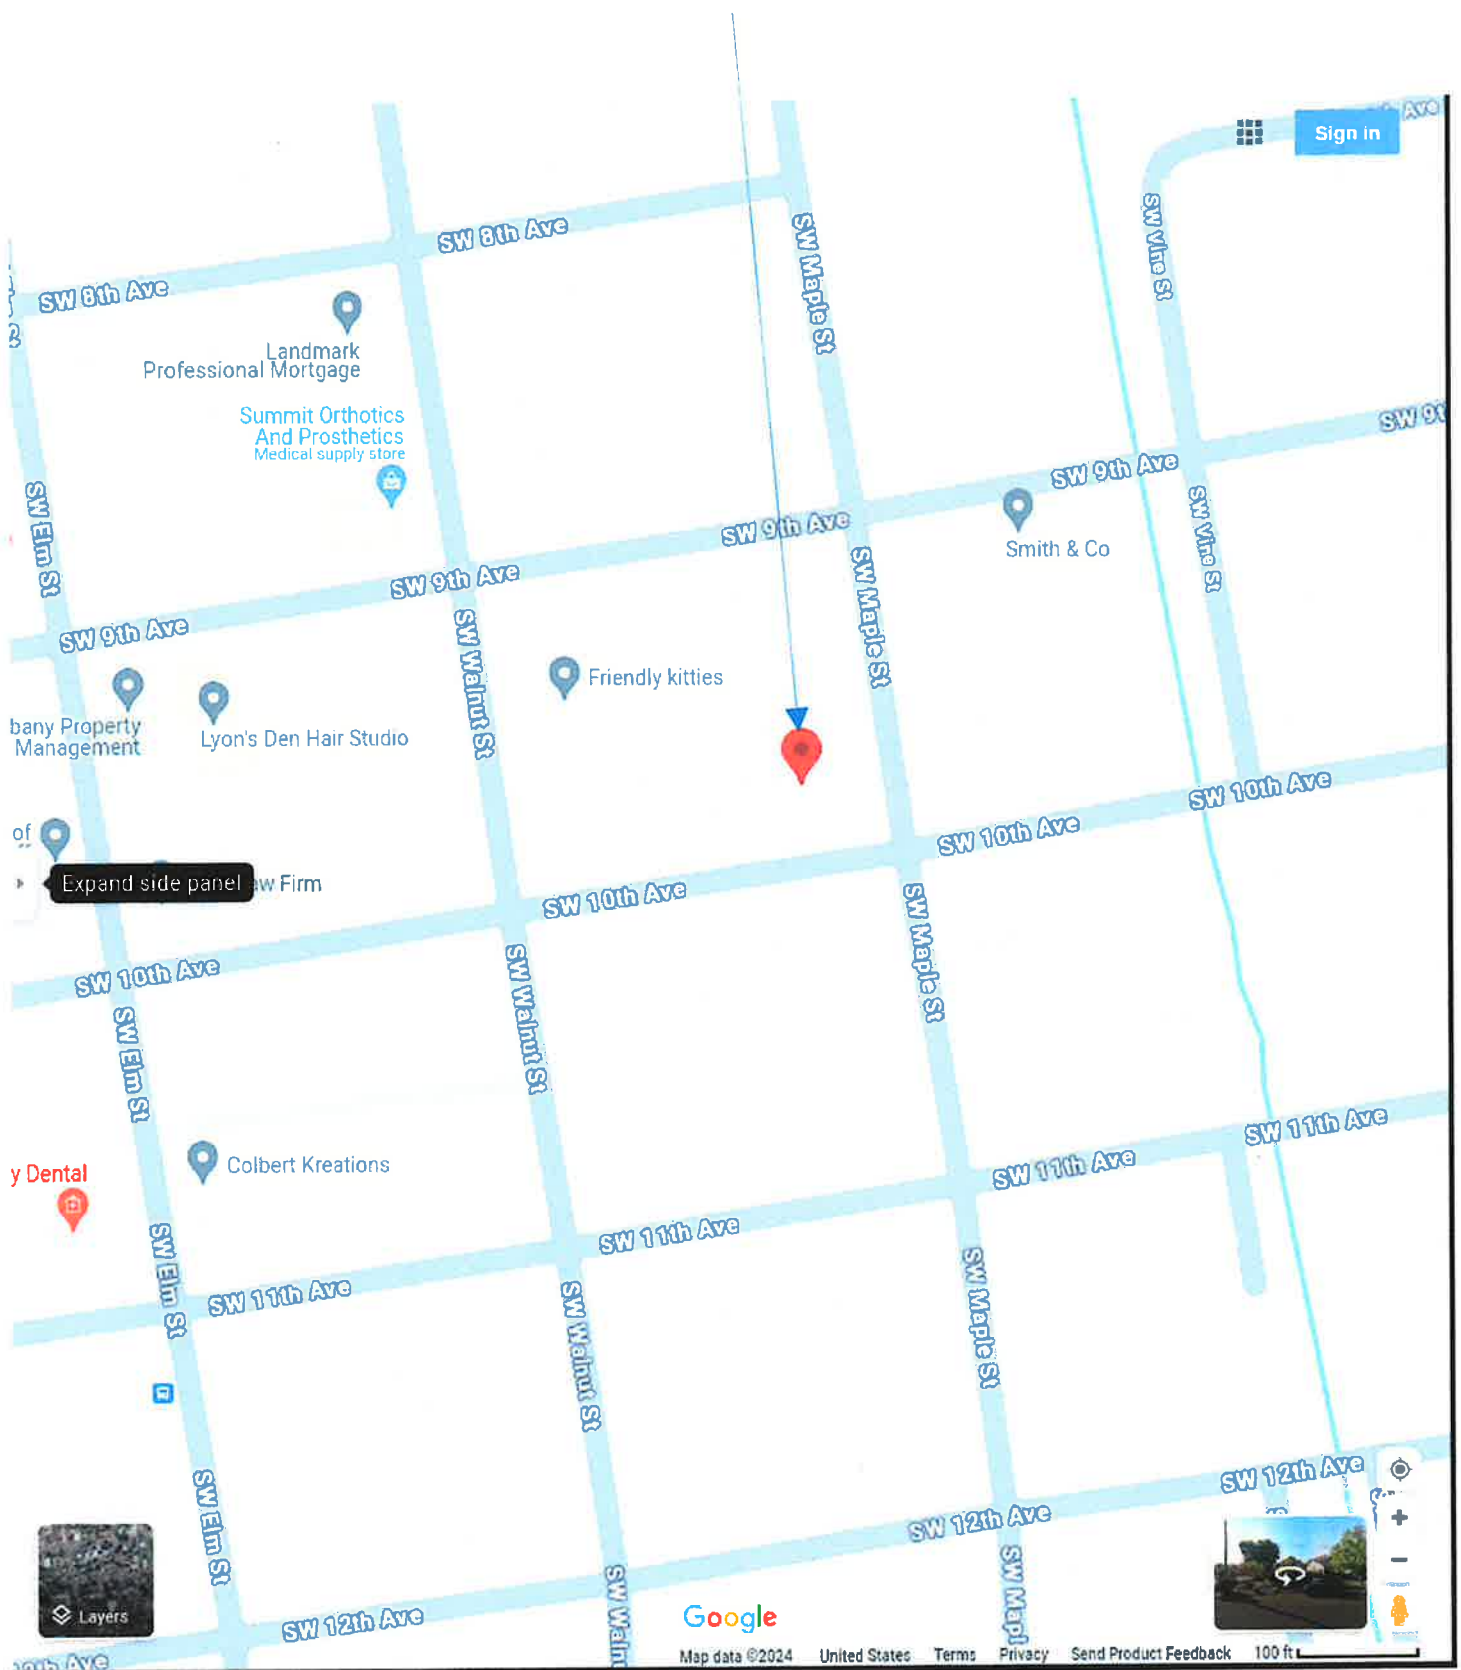 Ave
Sign in
SW 8th Ave
SW 8th Ave
SW Maple St
SW Vine St
St
Landmark
Professional Mortgage
Summit Orthotics
And Prosthetics
Medical supply store
SW 9t
SW 9th Ave
SW 9th Ave
SW 9th Ave
SW 9th Ave
SW Elm St
Smith & Co
SW Vine St
SW Maple St
SW Walnut St
Friendly kitties
bany Property
Management
Lyon's Den Hair Studio
SW 10th Ave
SW 10th Ave
of
Expand side panel
aw Firm
SW 10th Ave
SW 10th Ave
SW Maple St
SW Walnut St
SW Elm St
SW 11th Ave
SW 11th Ave
Colbert Kreations
y Dental
SW 11th Ave
SW 11th Ave
SW Elm St
SW Walnut St
SW Maple St
SW 12th Ave
SW 12th Ave
SW Elm St
SW Mapl
SW Waln
Layers
SW 12th Ave
Google
Map data ©2024 United States Terms Privacy Send Product Feedback 100 ft